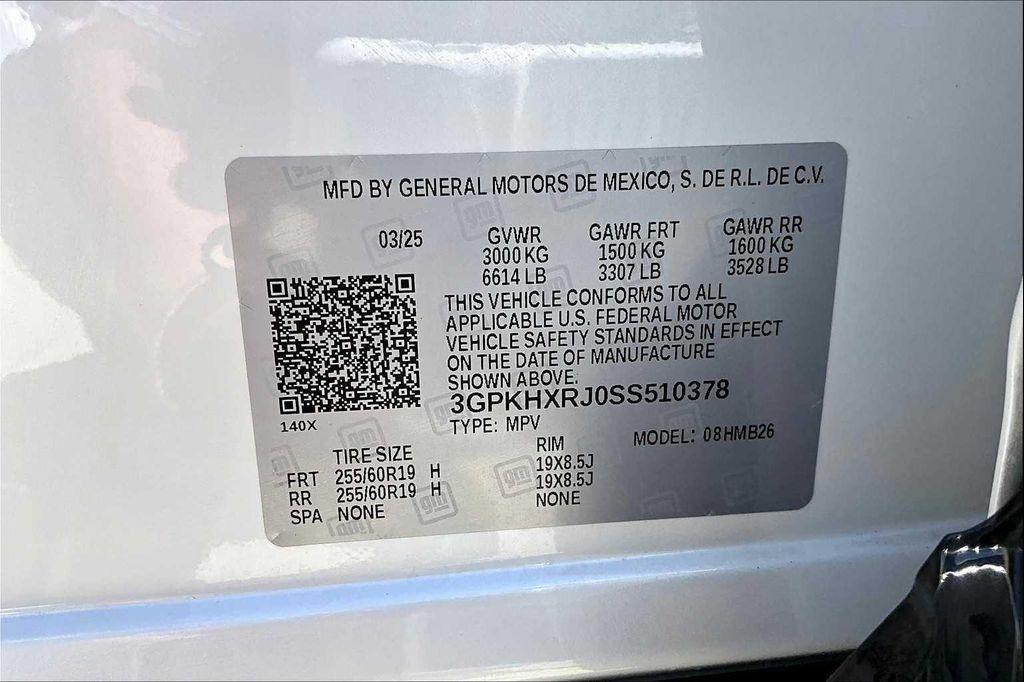 MFD BY GENERAL MOTORS DE MEXICO, S. DE R.L. DE C.V.
03/25 GVWR GAWR FRT GAWR RR
3000 KG 1500 KG 1600 KG
6614 LB 3307 LB 3528 LB
THIS VEHICLE CONFORMS TO ALL
APPLICABLE U.S. FEDERAL MOTOR
VEHICLE SAFETY STANDARDS IN EFFECT
ON THE DATE OF MANUFACTURE
SHOWN ABOVE.
3GPKHXRJ0SS510378
140X
TYPE: MPV MODEL: 08HMB26
TIRE SIZE RIM
FRT 255/60R19 H 19X8.5J
RR 255/60R19 H 19X8.5J
SPA NONE NONE
gm
gm